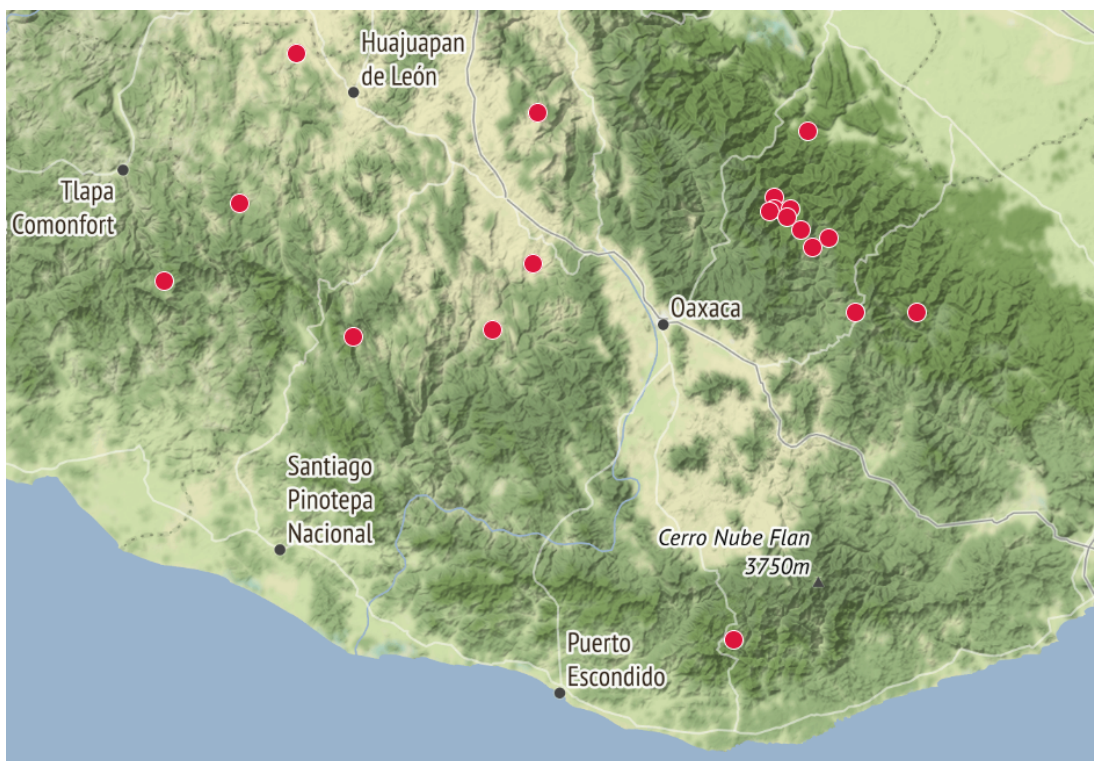 Huajuapan
de León
Tlapa
Comonfort
Oaxaca
Santiago
Pinotepa
Nacional
Cerro Nube Flan
3750m
Puerto
Escondido